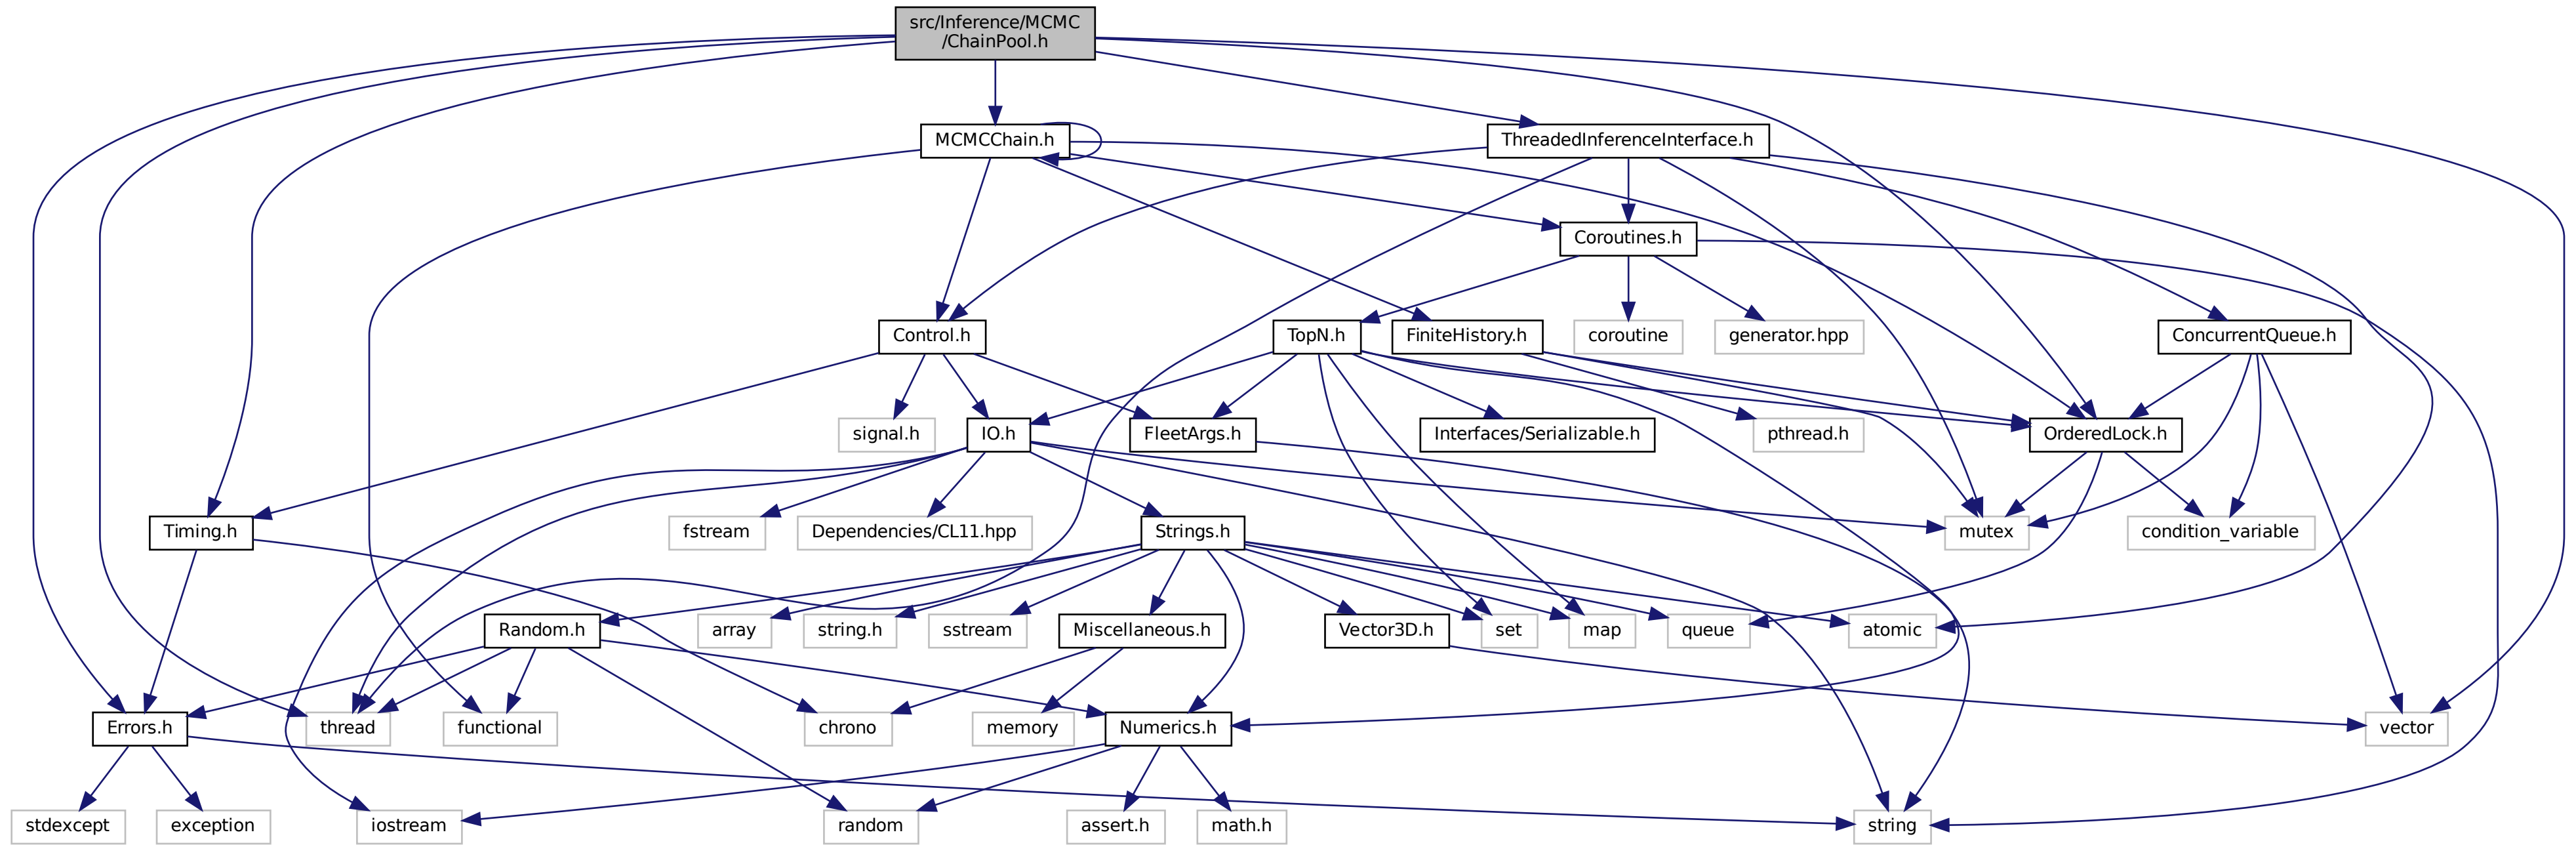 src/Inference/MCMC
/ChainPool.h
MCMCChain.h
ThreadedInferenceInterface.h
Coroutines.h
Control.h
TopN.h
FiniteHistory.h
coroutine
generator.hpp
ConcurrentQueue.h
signal.h
IO.h
FleetArgs.h
Interfaces/Serializable.h
pthread.h
OrderedLock.h
Timing.h
fstream
Dependencies/CL11.hpp
Strings.h
mutex
condition_variable
Random.h
array
string.h
sstream
Miscellaneous.h
Vector3D.h
set
map
queue
atomic
Errors.h
thread
functional
chrono
memory
Numerics.h
vector
stdexcept
exception
iostream
random
assert.h
math.h
string